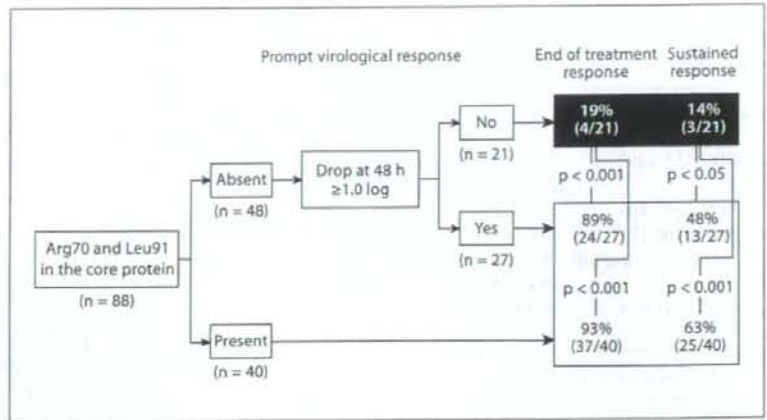 Prompt virological response
End of treatment Sustained
response response
19% 14%
(4/21) (3/21)
No
(n = 21)
p < 0.001 p < 0.05
Absent
(n = 48)
Drop at 48 h
≥1.0 log
Yes
(n = 27)
89% 48%
(24/27) (13/27)
Arg70 and Leu91
in the core protein
(n = 88)
p < 0.001 p < 0.001
Present
(n = 40)
93% 63%
(37/40) (25/40)